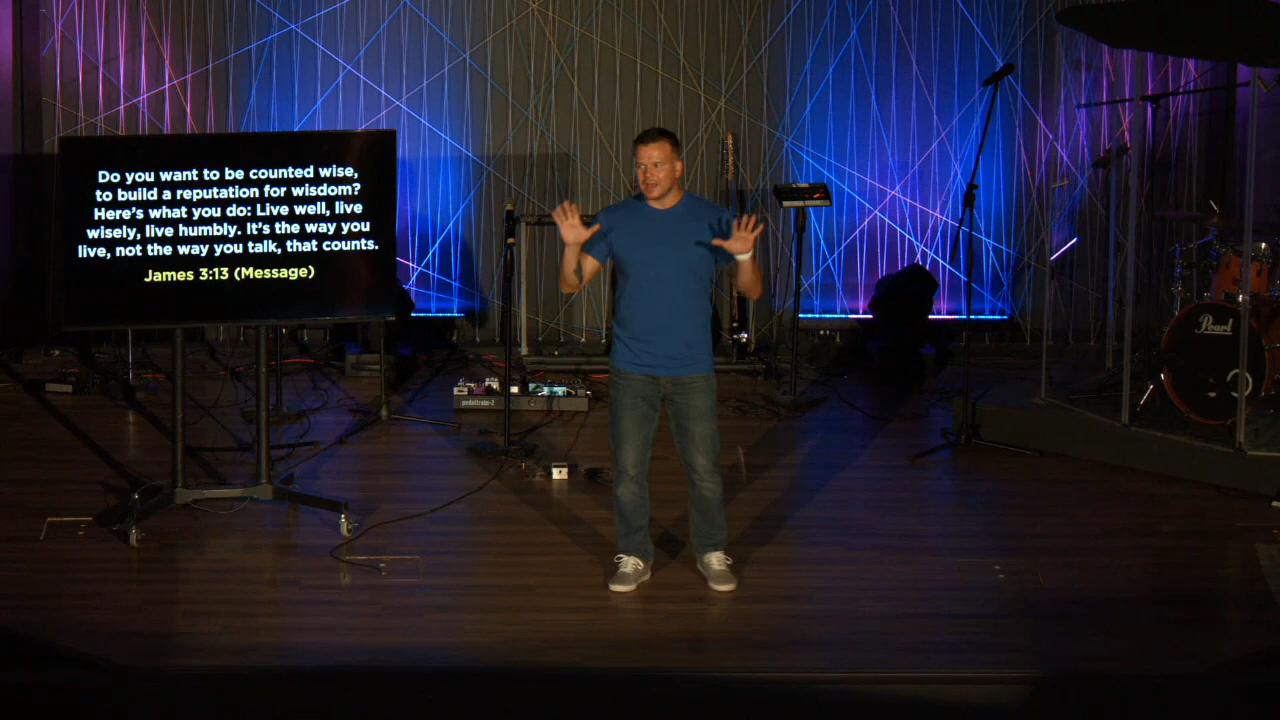 Do you want to be counted wise,
to build a reputation for wisdom?
Here's what you do: Live well, live
wisely, live humbly. It's the way you
live, not the way you talk, that counts.
James 3:13 (Message)
pedaltrain-2
Pearl